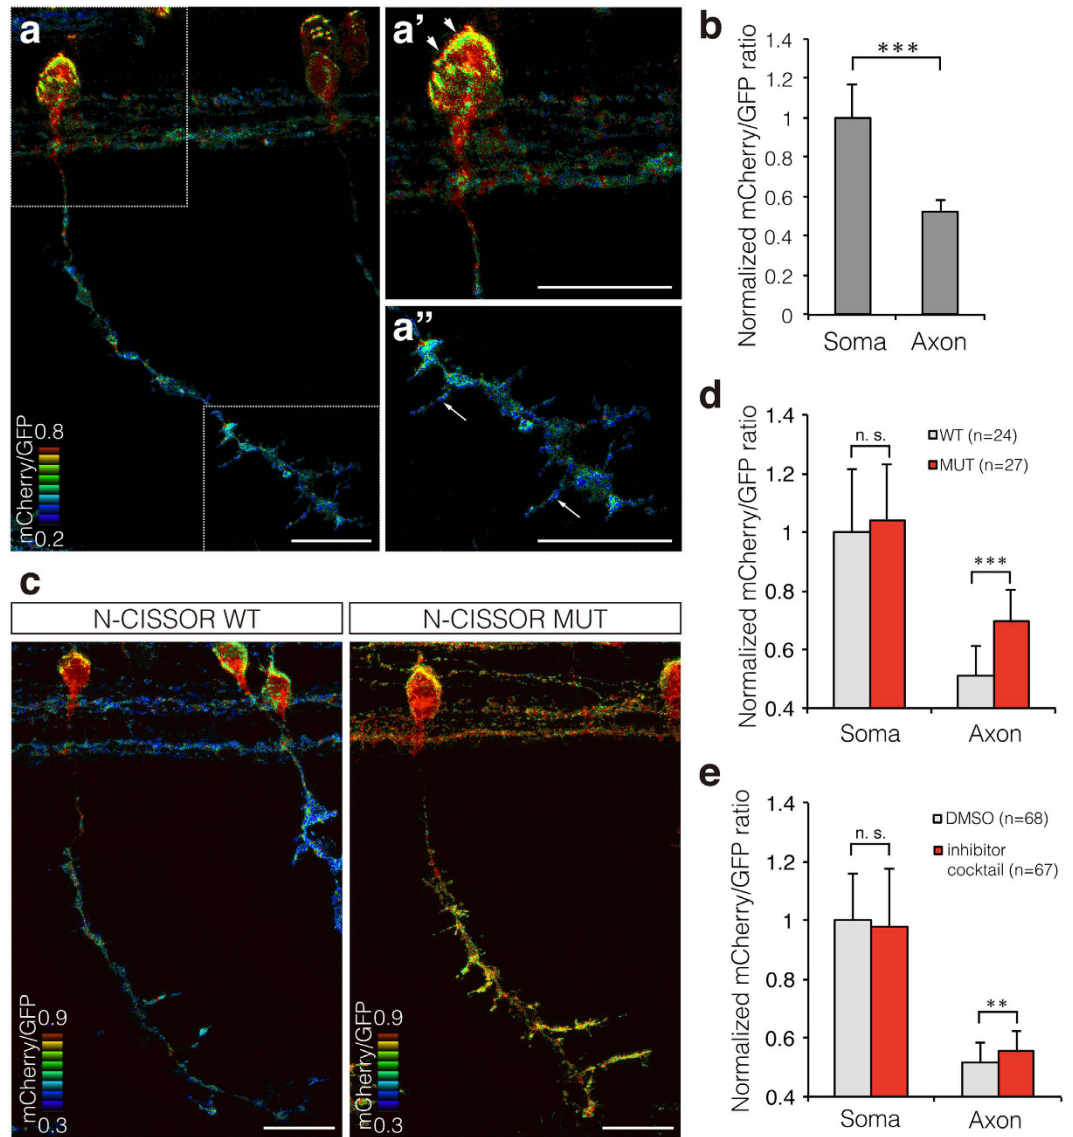 a
mCherry/GFP
0.8
0.2
a’
a”
b
Normalized mCherry/GFP ratio
1.4
1.2
1
0.8
0.6
0.4
0.2
0
***
Soma
Axon
c
N-CISSOR WT
N-CISSOR MUT
mCherry/GFP
0.9
0.3
mCherry/GFP
0.9
0.3
d
Normalized mCherry/GFP ratio
1.4
1.2
1
0.8
0.6
0.4
WT (n=24)
MUT (n=27)
n. s.
***
Soma
Axon
e
Normalized mCherry/GFP ratio
1.4
1.2
1
0.8
0.6
0.4
DMSO (n=68)
inhibitor
cocktail (n=67)
n. s.
**
Soma
Axon